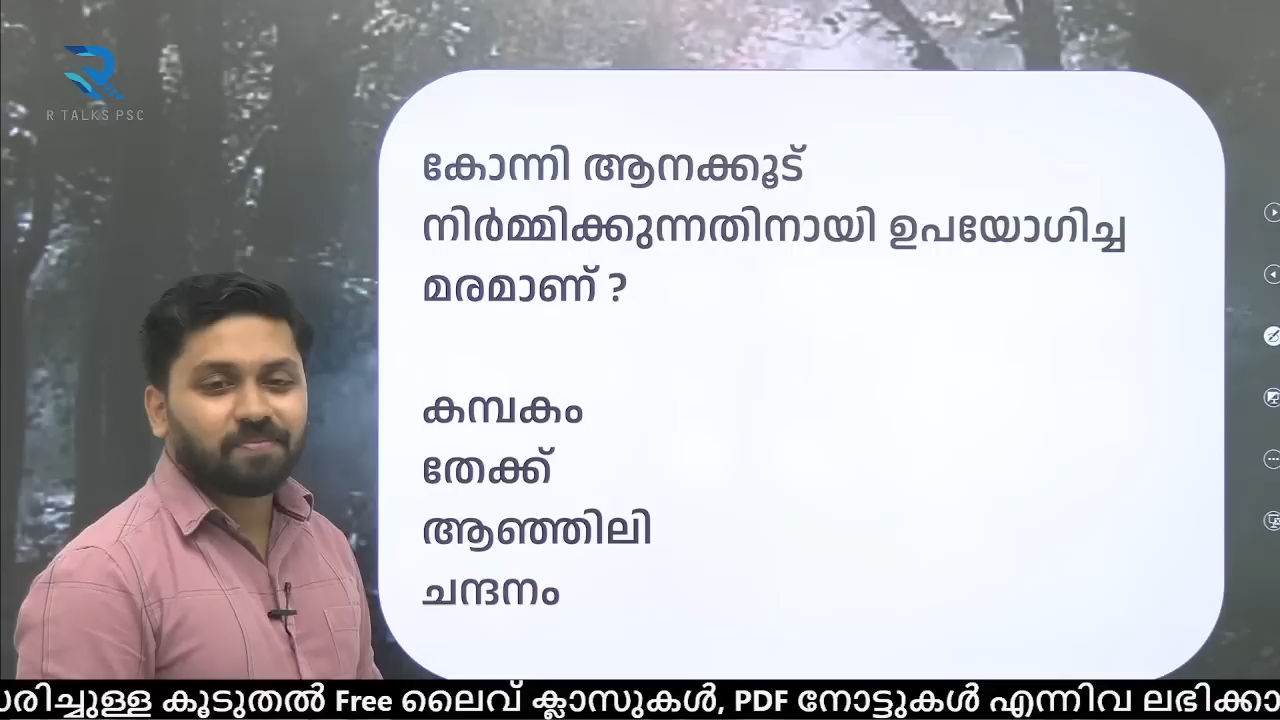 R TALKS PSC
കോന്നി ആനക്കൂട്
നിർമ്മിക്കുന്നതിനായി ഉപയോഗിച്ച
മരമാണ് ?
കമ്പകം
തേക്ക്
ആഞ്ഞിലി
ചന്ദനം
കൂടുതൽ Free ലൈവ് ക്ലാസുകൾ, PDF നോട്ടുകൾ എന്നിവ